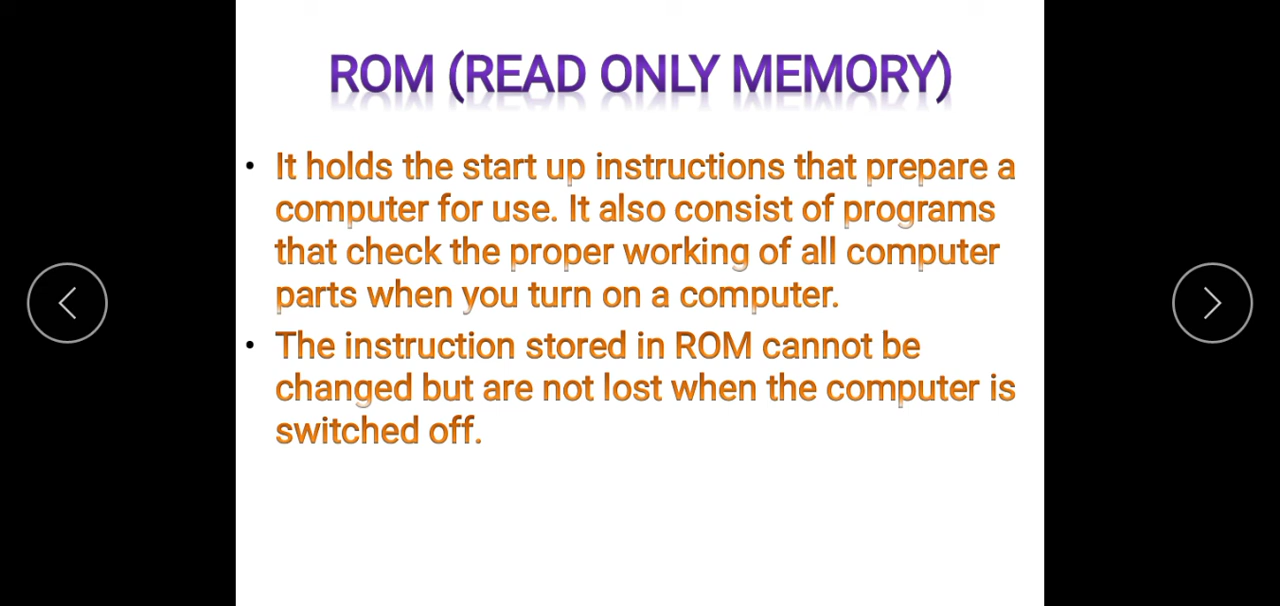 ROM (READ ONLY MEMORY)
• It holds the start up instructions that prepare a
computer for use. It also consist of programs
that check the proper working of all computer
parts when you turn on a computer.
• The instruction stored in ROM cannot be
changed but are not lost when the computer is
switched off.